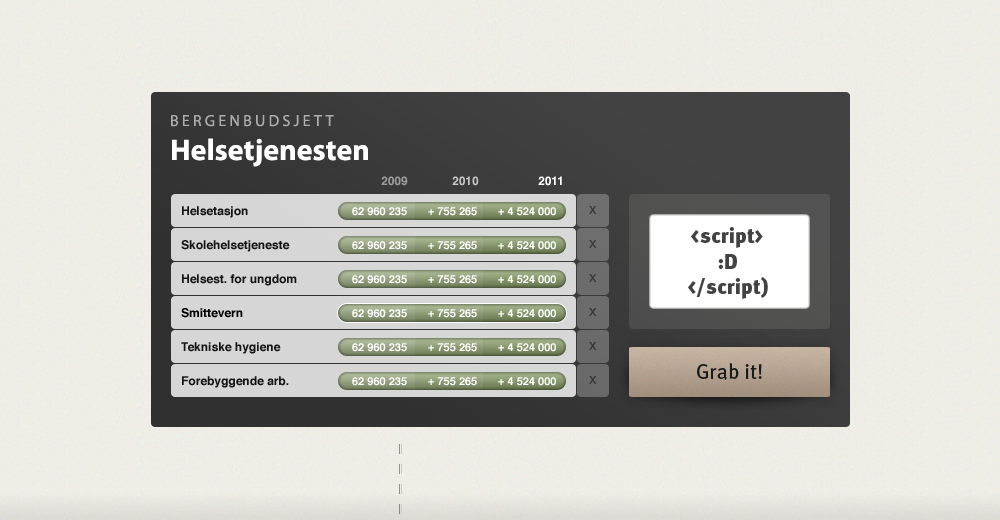 BERGENBUDSJETT
Helsetjenesten
2009 2010 2011
Helsetasjon 62 960 235 + 755 265 + 4 524 000 X
Skolehelsetjeneste 62 960 235 + 755 265 + 4 524 000 X
Helsest. for ungdom 62 960 235 + 755 265 + 4 524 000 X
Smittevern 62 960 235 + 755 265 + 4 524 000 X
Tekniske hygiene 62 960 235 + 755 265 + 4 524 000 X
Forebyggende arb. 62 960 235 + 755 265 + 4 524 000 X
<script>
:D
</script)
Grab it!